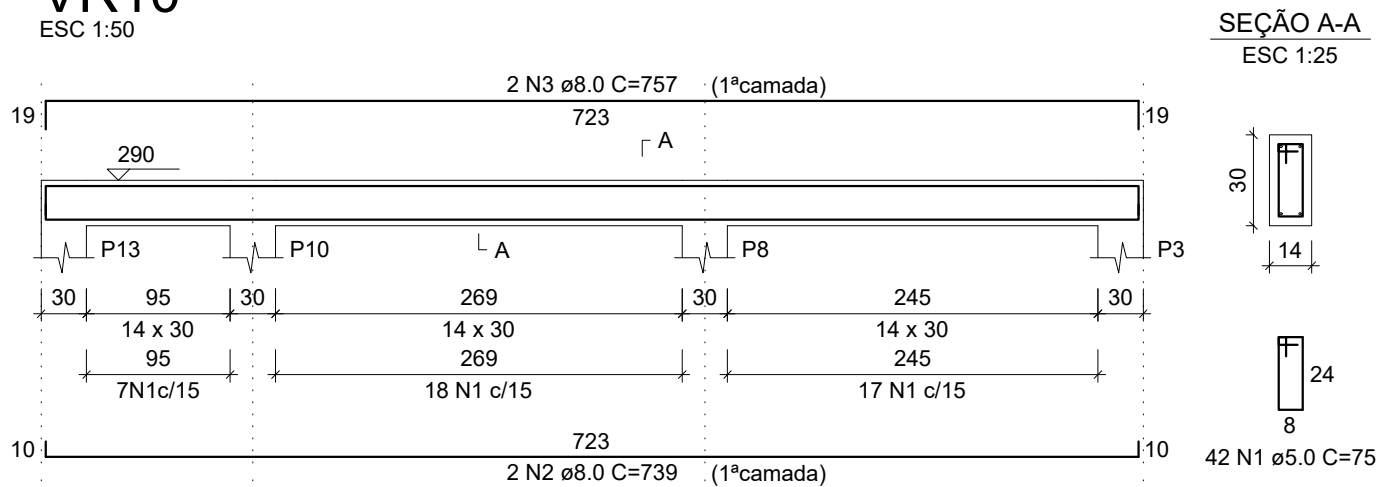 VR10
ESC 1:50
SEÇÃO A-A
ESC 1:25
2 N3 ø8.0 C=757 (1ªcamada)
19 723 19
A
290
30
P13 P10 A P8 P3
14
30 95 30 269 30 245 30
14 x 30 14 x 30 14 x 30
95 269 245
7N1c/15 18 N1 c/15 17 N1 c/15
24
8
10 723 10
2 N2 ø8.0 C=739 (1ªcamada)
42 N1 ø5.0 C=75